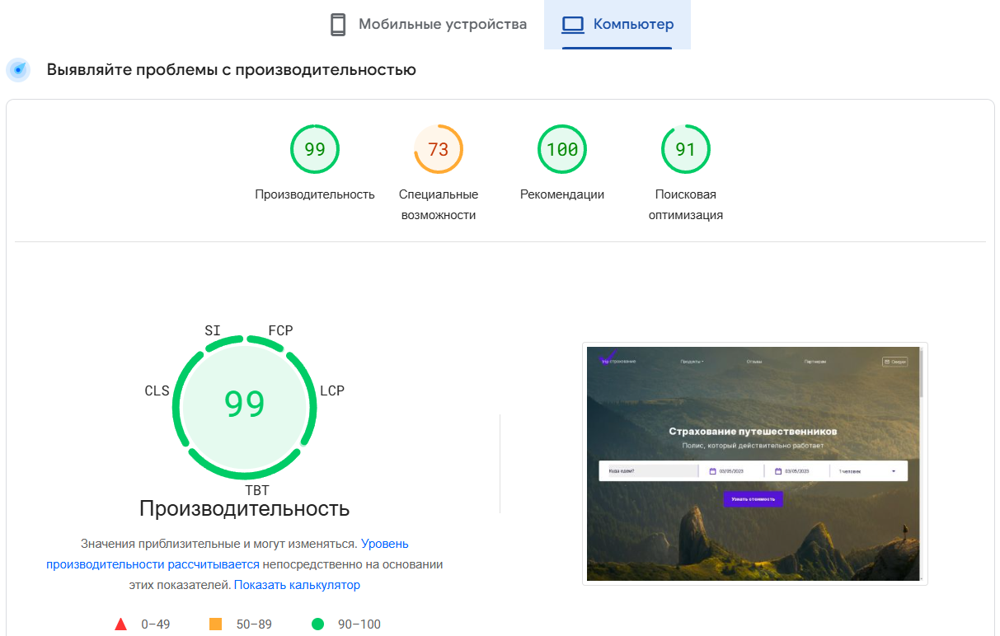 Мобильные устройства
Компьютер
Выявляйте проблемы с производительностью
99
73
100
91
Производительность
Специальные
возможности
Рекомендации
Поисковая
оптимизация
SI
FCP
CLS
LCP
99
TBT
Производительность
Значения приблизительные и могут изменяться. Уровень
производительности рассчитывается непосредственно на основании
этих показателей. Показать калькулятор
0–49
50–89
90–100
trip страхование
Продукты
Отзывы
Партнерам
Скидки
Страхование путешественников
Полис, который действительно работает
Куда едем?
03/05/2023
03/05/2023
1 человек
Узнать стоимость